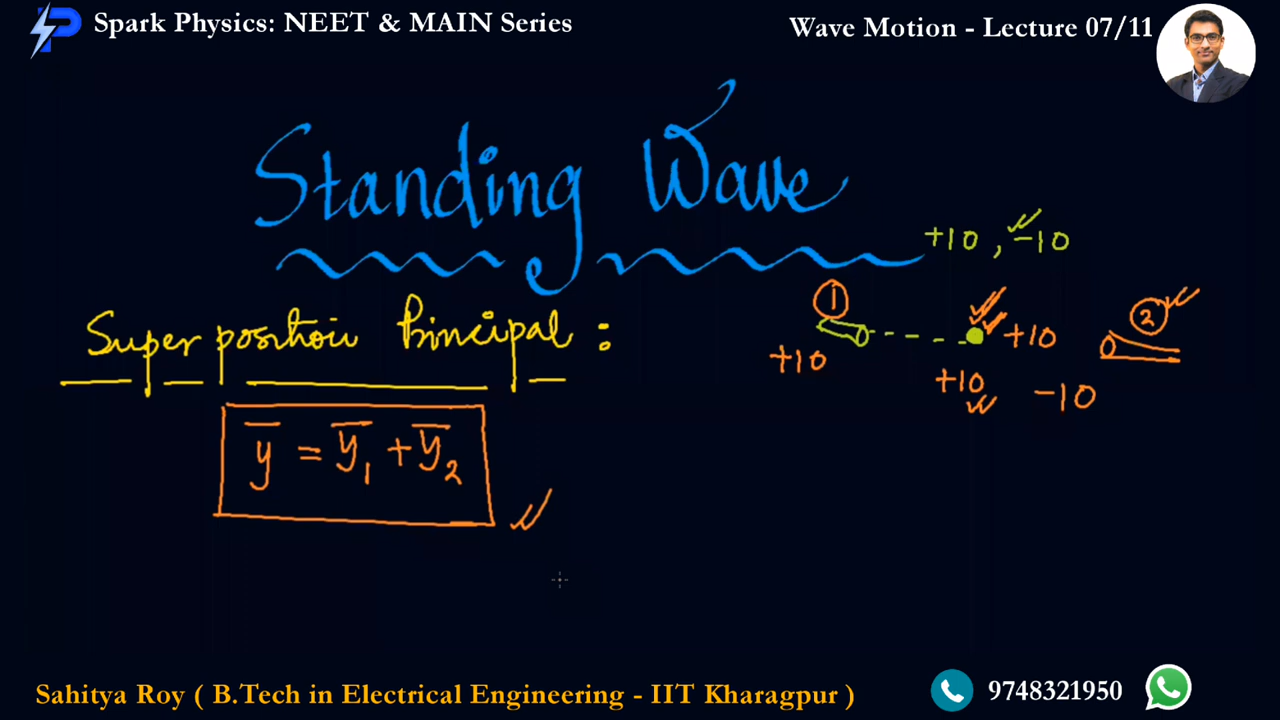 Spark Physics: NEET & MAIN Series
Wave Motion - Lecture 07/11
Standing Wave
+10 , -10
Superposition Principal :
1
2
+10
+10
+10
-10
y = y₁ + y₂
Sahitya Roy ( B.Tech in Electrical Engineering - IIT Kharagpur )
9748321950